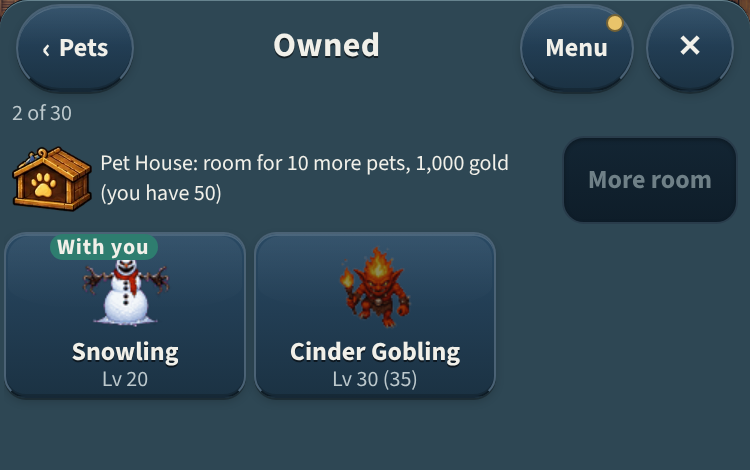 ‹ Pets
Owned
Menu
✕
2 of 30
Pet House: room for 10 more pets, 1,000 gold
(you have 50)
More room
With you
Snowling
Lv 20
Cinder Gobling
Lv 30 (35)